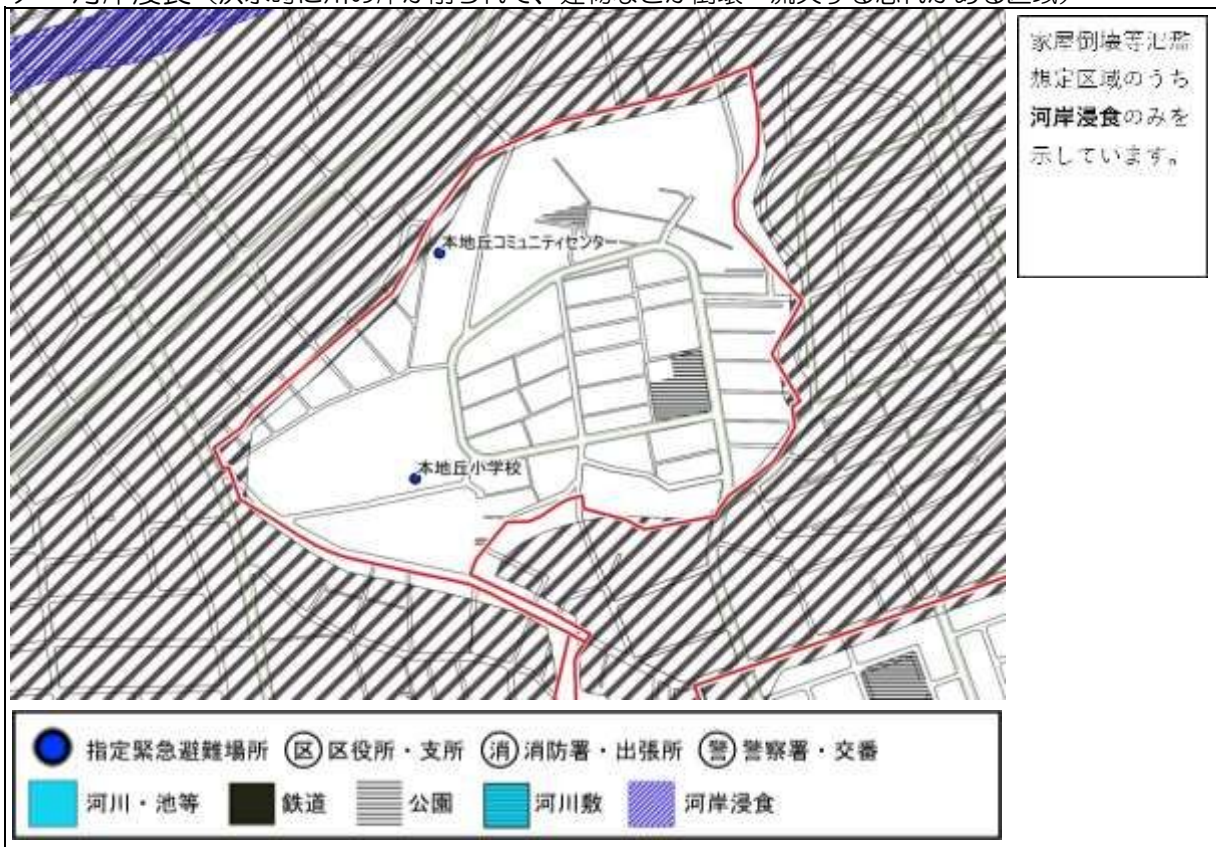 家屋倒壊等氾濫
想定区域のうち
河岸浸食のみを
示しています。
本地丘コミュニティセンター
本地丘小学校
指定緊急避難場所 区 区役所・支所 消 消防署・出張所 警 警察署・交番
河川・池等 鉄道 公園 河川敷 河岸浸食